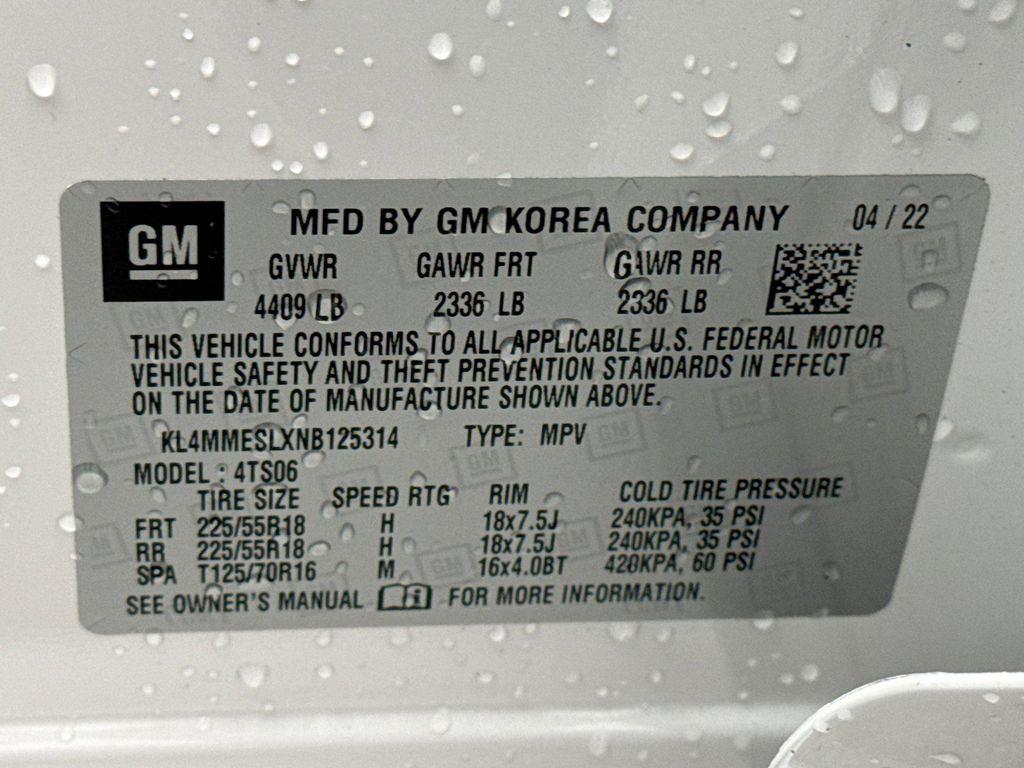 GM
MFD BY GM KOREA COMPANY 04 / 22
GVWR GAWR FRT GAWR RR
4409 LB 2336 LB 2336 LB
THIS VEHICLE CONFORMS TO ALL APPLICABLE U.S. FEDERAL MOTOR
VEHICLE SAFETY AND THEFT PREVENTION STANDARDS IN EFFECT
ON THE DATE OF MANUFACTURE SHOWN ABOVE.
KL4MMESLXNB125314 TYPE: MPV
MODEL : 4TS06
TIRE SIZE SPEED RTG RIM COLD TIRE PRESSURE
FRT 225/55R18 H 18x7.5J 240KPA, 35 PSI
RR 225/55R18 H 18x7.5J 240KPA, 35 PSI
SPA T125/70R16 M 16x4.0BT 420KPA, 60 PSI
SEE OWNER'S MANUAL i FOR MORE INFORMATION.